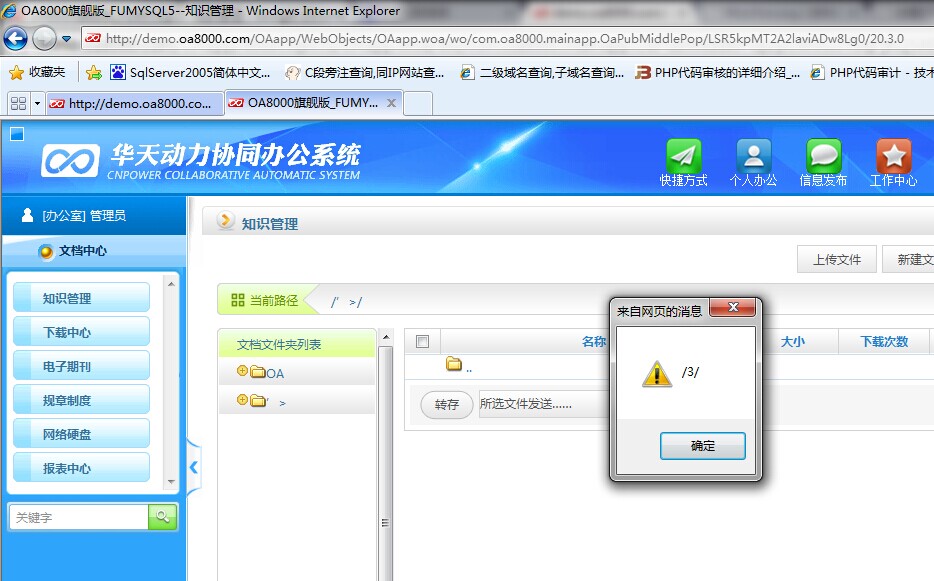 OA8000旗舰版_FUMYSQL5--知识管理 - Windows Internet Explorer
http://demo.oa8000.com/OAapp/WebObjects/OAapp.woa/wo/com.oa8000.mainapp.OaPubMiddlePop/LSR5kpMT2A2laviADw8Lg0/20.3.0
收藏夹 SqlServer2005简体中文... C段旁注查询,同IP网站查... 二级域名查询,子域名查询... PHP代码审核的详细介绍_... PHP代码审计 - 技术
http://demo.oa8000.co... OA8000旗舰版_FUMY... X
华天动力协同办公系统
CNPOWER COLLABORATIVE AUTOMATIC SYSTEM
快捷方式 个人办公 信息发布 工作中心
[办公室] 管理员
知识管理
文档中心
上传文件 新建文
知识管理
当前路径 /' >/
来自网页的消息
下载中心
文档文件夹列表
名称 大小 下载次数
电子期刊
OA
..
/3/
规章制度
' >
转存 所选文件发送......
网络硬盘
确定
报表中心
关键字